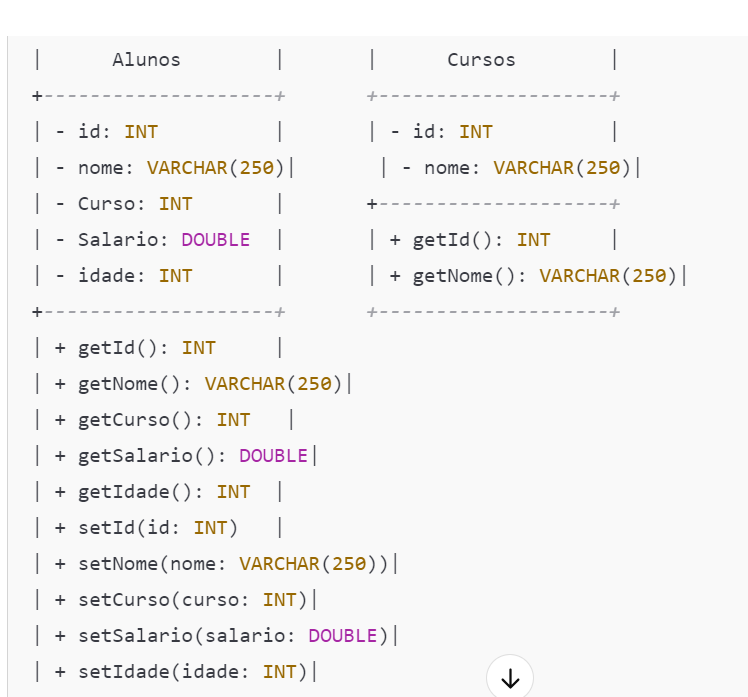 |      Alunos        |       |      Cursos        |
+--------------------+       +--------------------+
| - id: INT          |       | - id: INT          |
| - nome: VARCHAR(250)|       | - nome: VARCHAR(250)|
| - Curso: INT       |       +--------------------+
| - Salario: DOUBLE  |       | + getId(): INT     |
| - idade: INT       |       | + getNome(): VARCHAR(250)|
+--------------------+       +--------------------+
| + getId(): INT     |
| + getNome(): VARCHAR(250)|
| + getCurso(): INT   |
| + getSalario(): DOUBLE|
| + getIdade(): INT  |
| + setId(id: INT)   |
| + setNome(nome: VARCHAR(250))|
| + setCurso(curso: INT)|
| + setSalario(salario: DOUBLE)|
| + setIdade(idade: INT)|